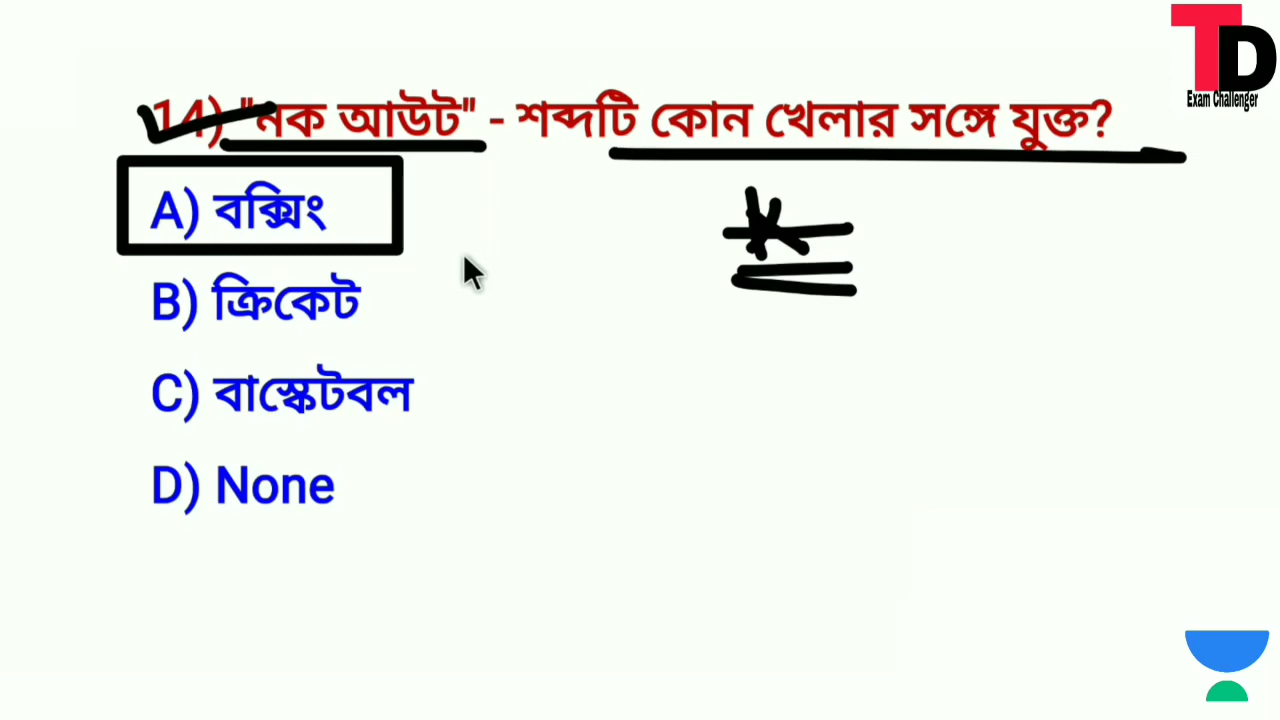 TD
Exam Challenger
14) "নক আউট" - শব্দটি কোন খেলার সঙ্গে যুক্ত?
A) বক্সিং
B) ক্রিকেট
C) বাস্কেটবল
D) None